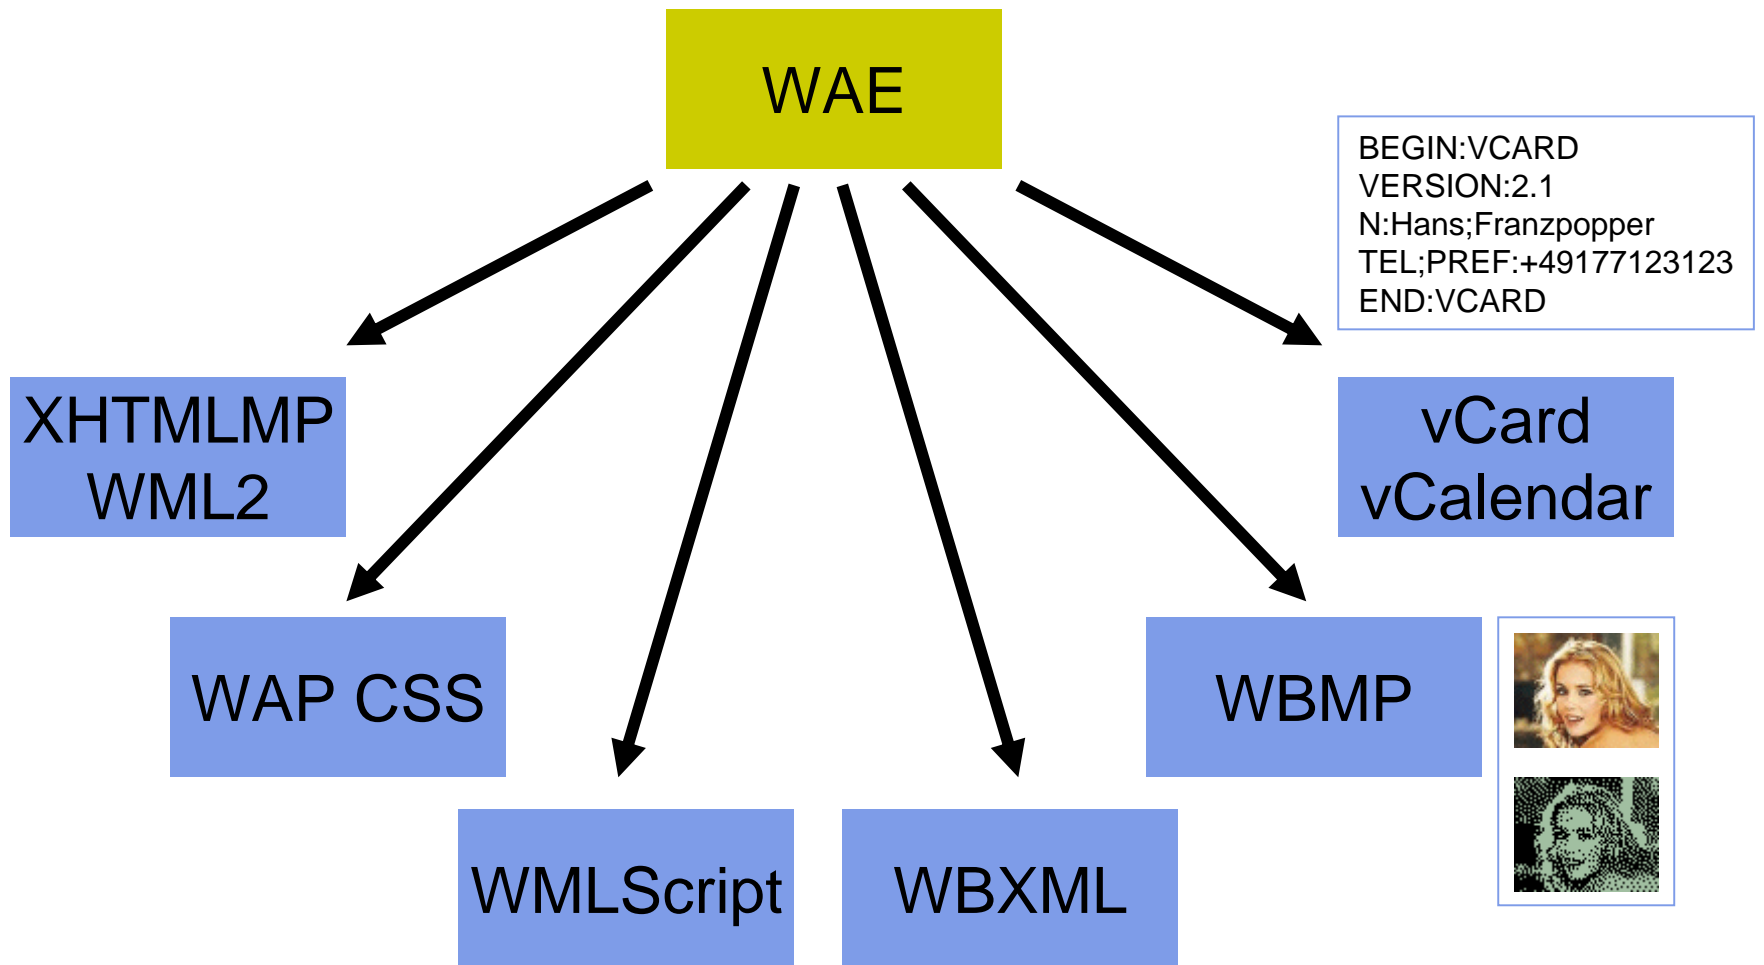 WAE
BEGIN:VCARD
VERSION:2.1
N:Hans;Franzpopper
TEL;PREF:+49177123123
END:VCARD
XHTMLMP
WML2
vCard
vCalendar
WAP CSS
WBMP
WMLScript
WBXML